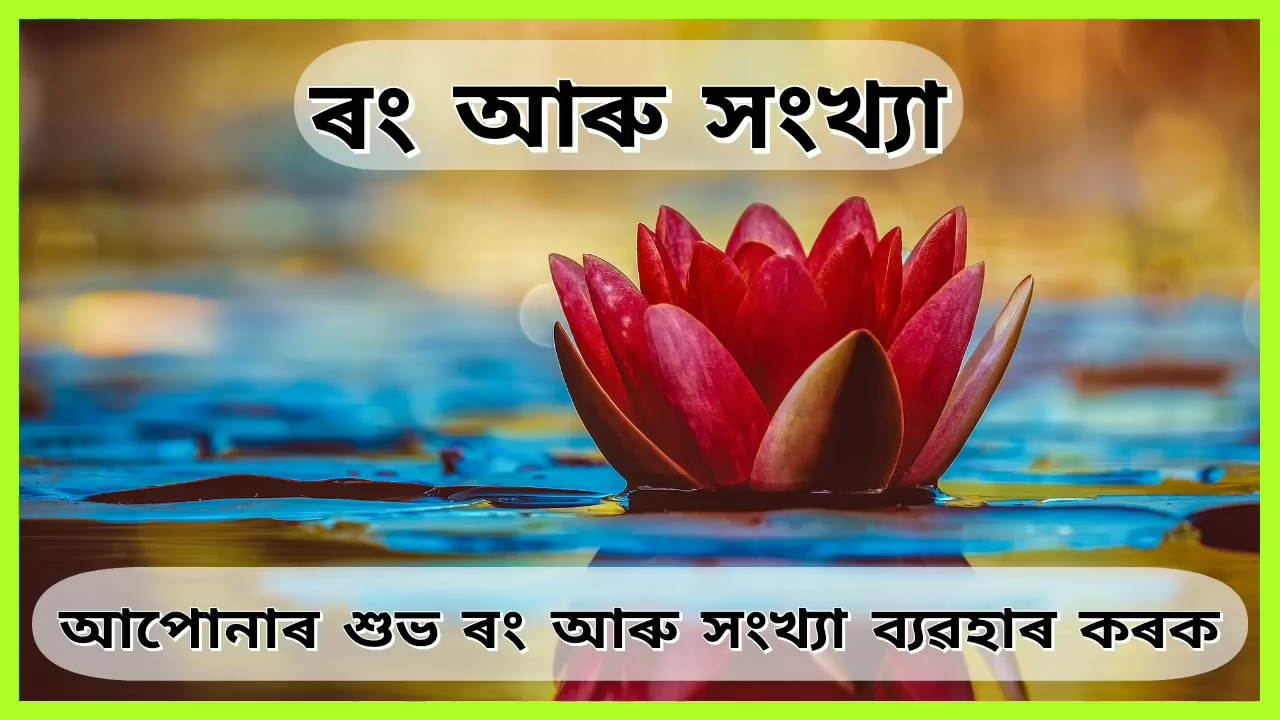 ৰং আৰু সংখ্যা
আপোনাৰ শুভ ৰং আৰু সংখ্যা ব্যৱহাৰ কৰক